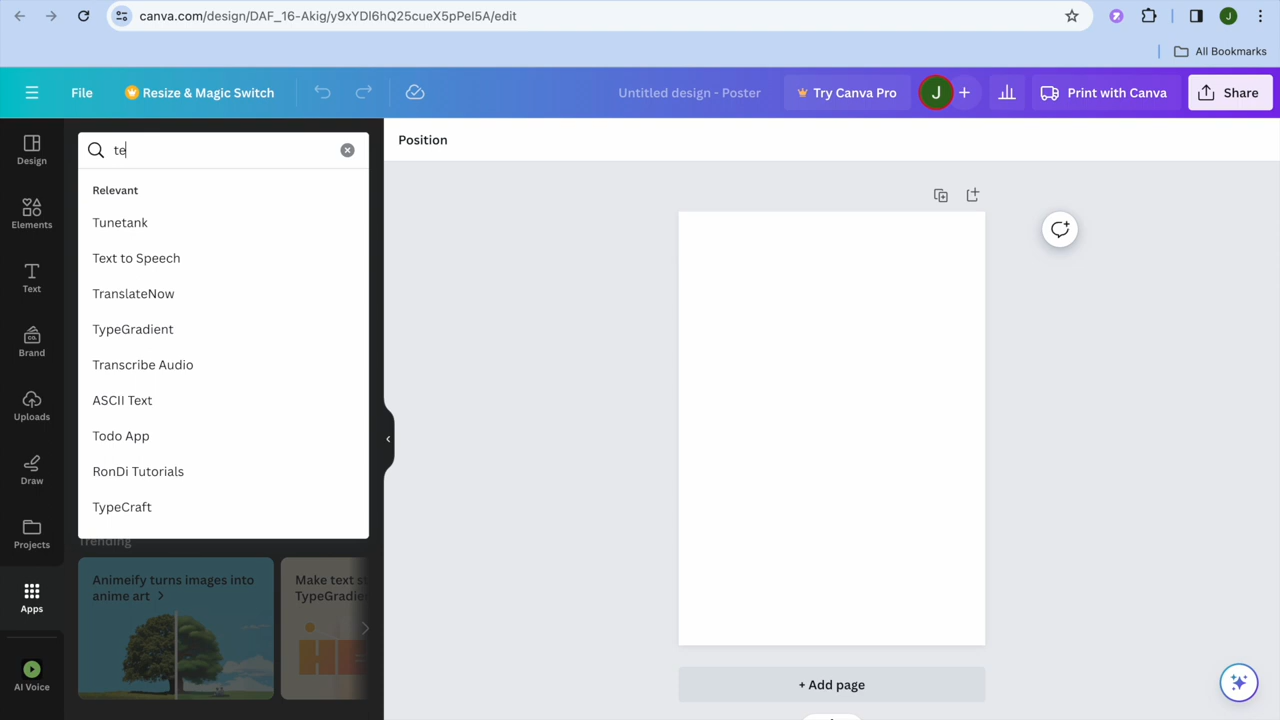 canva.com/design/DAF_16-Akig/y9xYDI6hQ25cueX5pPeI5A/edit
J
All Bookmarks
File
Resize & Magic Switch
Untitled design - Poster
Try Canva Pro
J
Print with Canva
Share
Design
Elements
Text
CO.
Brand
Uploads
Draw
Projects
Apps
AI Voice
te
Relevant
Tunetank
Text to Speech
TranslateNow
TypeGradient
Transcribe Audio
ASCII Text
Todo App
RonDi Tutorials
TypeCraft
Trending
Animeify turns images into
anime art
Make text
TypeGradie
Position
+ Add page